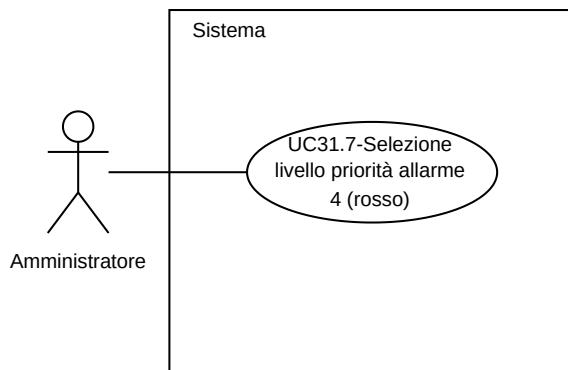 Sistema
UC31.7-Selezione
livello priorità allarme
4 (rosso)
Amministratore